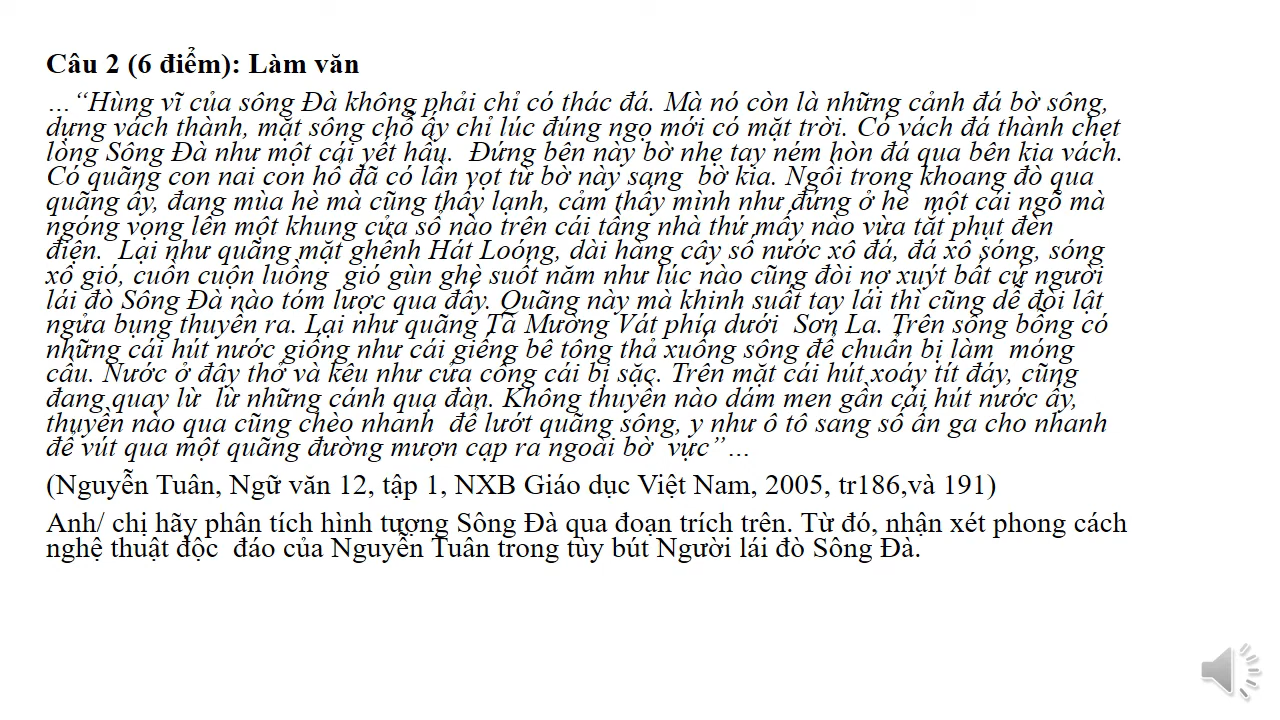 Câu 2 (6 điểm): Làm văn
…“Hùng vĩ của sông Đà không phải chỉ có thác đá. Mà nó còn là những cảnh đá bờ sông,
dựng vách thành, mặt sông chỗ ấy chỉ lúc đúng ngọ mới có mặt trời. Có vách đá thành chẹt
lòng Sông Đà như một cái yết hầu. Đứng bên này bờ nhẹ tay ném hòn đá qua bên kia vách.
Có quãng con nai con hổ đã có lần vọt từ bờ này sang bờ kia. Ngồi trong khoang đò qua
quãng ấy, đang mùa hè mà cũng thấy lạnh, cảm thấy mình như đứng ở hè một cái ngõ mà
ngóng vọng lên một khung cửa sổ nào trên cái tầng nhà thứ mấy nào vừa tắt phụt đèn
điện. Lại như quãng mặt ghềnh Hát Loóng, dài hàng cây số nước xô đá, đá xô sóng, sóng
xô gió, cuồn cuộn luồng gió gùn ghè suốt năm như lúc nào cũng đòi nợ xuýt bất cứ người
lái đò Sông Đà nào tóm lược qua đấy. Quãng này mà khinh suất tay lái thì cũng dễ đòi lật
ngửa bụng thuyền ra. Lại như quãng Tà Mường Vát phía dưới Sơn La. Trên sông bỗng có
những cái hút nước giống như cái giếng bê tông thả xuống sông để chuẩn bị làm móng
cầu. Nước ở đây thở và kêu như cửa cống cái bị sặc. Trên mặt cái hút xoáy tít đáy, cũng
đang quay lừ lừ những cánh quạ đàn. Không thuyền nào dám men gần cái hút nước ấy,
thuyền nào qua cũng chèo nhanh để lướt quãng sông, y như ô tô sang số ấn ga cho nhanh
để vút qua một quãng đường mượn cạp ra ngoài bờ vực”…
(Nguyễn Tuân, Ngữ văn 12, tập 1, NXB Giáo dục Việt Nam, 2005, tr186,và 191)
Anh/ chị hãy phân tích hình tượng Sông Đà qua đoạn trích trên. Từ đó, nhận xét phong cách
nghệ thuật độc đáo của Nguyễn Tuân trong tùy bút Người lái đò Sông Đà.